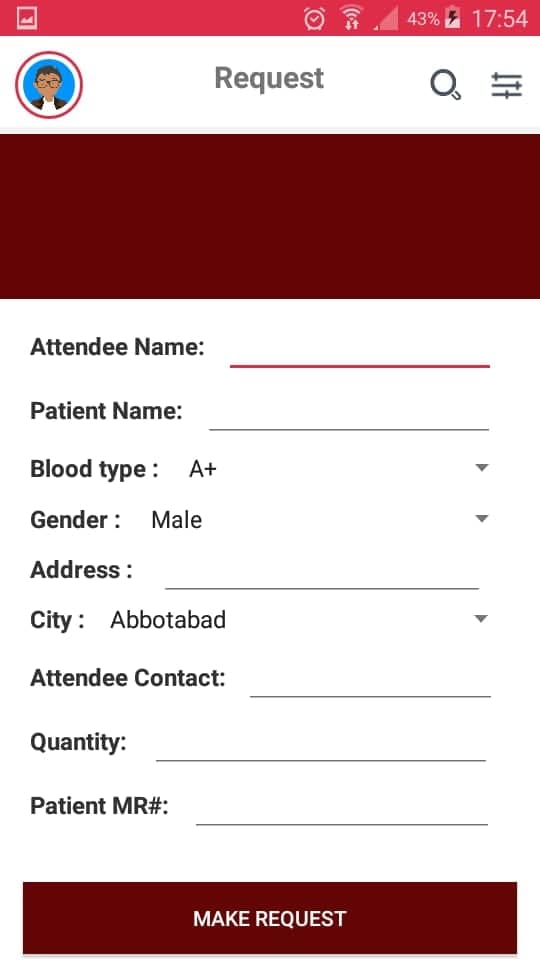 43% 17:54
Request
Attendee Name:
Patient Name:
Blood type : A+
Gender : Male
Address :
City : Abbotabad
Attendee Contact:
Quantity:
Patient MR#:
MAKE REQUEST